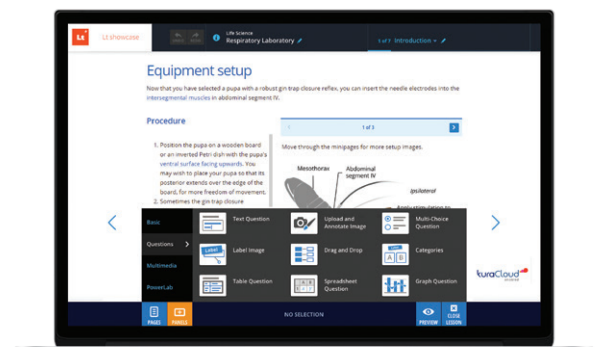 Lt
Lt showcase
Life Science
Respiratory Laboratory
1 of 7 Introduction
Equipment setup
Now that you have selected a pupa with a robust gin trap closure reflex, you can insert the needle electrodes into the
intersegmental muscles in abdominal segment IV.
Procedure
1 of 3
1. Position the pupa on a wooden board
or an inverted Petri dish with the pupa's
ventral surface facing upwards. You
may wish to place your pupa so that its
posterior extends over the edge of the
board, for more freedom of movement.
2. Sometimes the gin trap closure
Move through the minipages for more setup images.
Mesothorax
Abdominal
segment IV
Ipsilateral
Basic
Questions
Multimedia
PowerLab
Text Question
Upload and
Annotate Image
Multi-Choice
Question
Label
Label Image
Drag and Drop
A B
Categories
Table Question
Spreadsheet
Question
Graph Question
kuraCloud
PAGES
PANELS
NO SELECTION
PREVIEW
CLOSE
LESSON